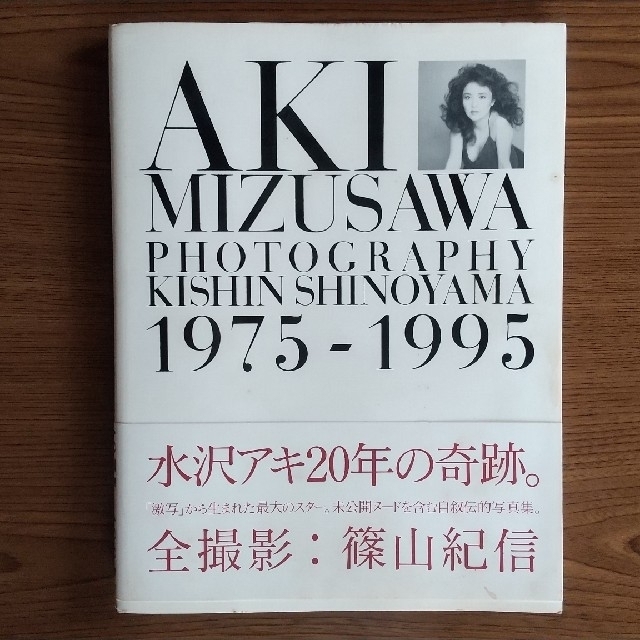 AKI
MIZUSAWA
PHOTOGRAPHY
KISHIN SHINOYAMA
1975-1995
水沢アキ20年の奇跡。
「激写」から生まれた最大のスター。未公開ヌードを含む自叙伝的写真集。
全撮影：篠山紀信